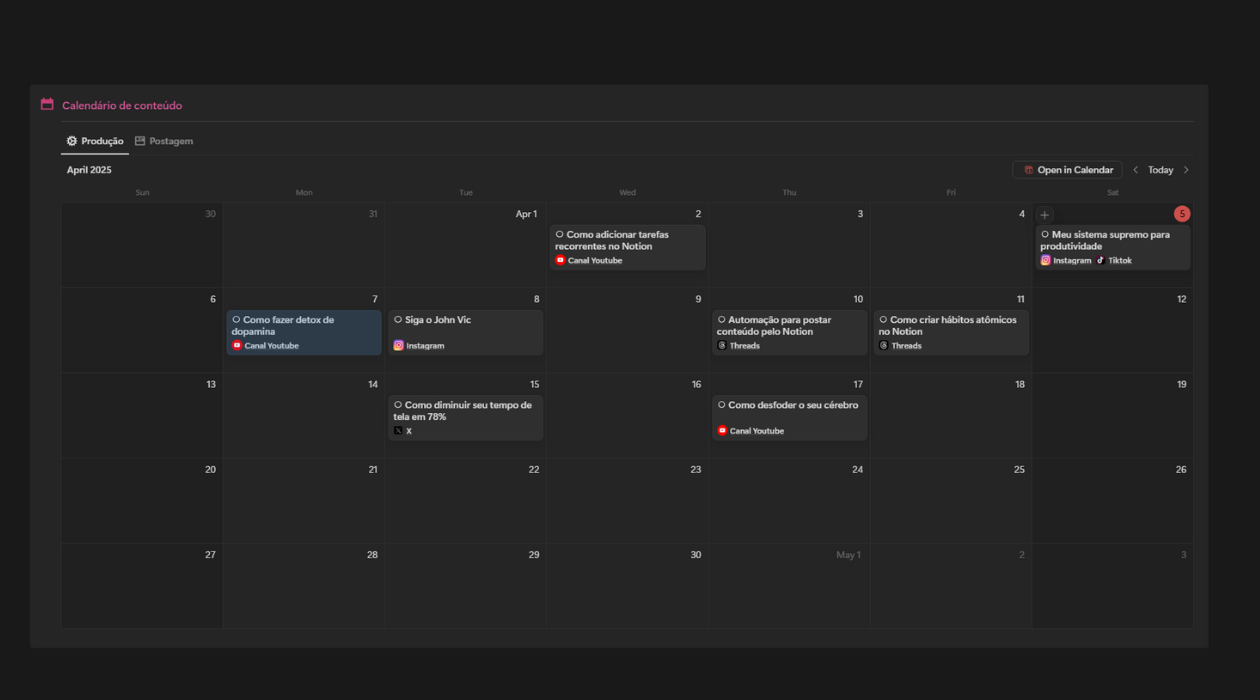 Calendário de conteúdo
Produção Postagem
April 2025 Open in Calendar Today
Sun Mon Tue Wed Thu Fri Sat
30 31 Apr 1 2 3 4 5
Como adicionar tarefas
recorrentes no Notion
Canal Youtube
Meu sistema supremo para
produtividade
Instagram Tiktok
6 7 8 9 10 11 12
Como fazer detox de
dopamina
Canal Youtube
Siga o John Vic
Instagram
Automação para postar
conteúdo pelo Notion
Threads
Como criar hábitos atômicos
no Notion
Threads
13 14 15 16 17 18 19
Como diminuir seu tempo de
tela em 78%
X
Como desfoder o seu cérebro
Canal Youtube
20 21 22 23 24 25 26
27 28 29 30 May 1 2 3